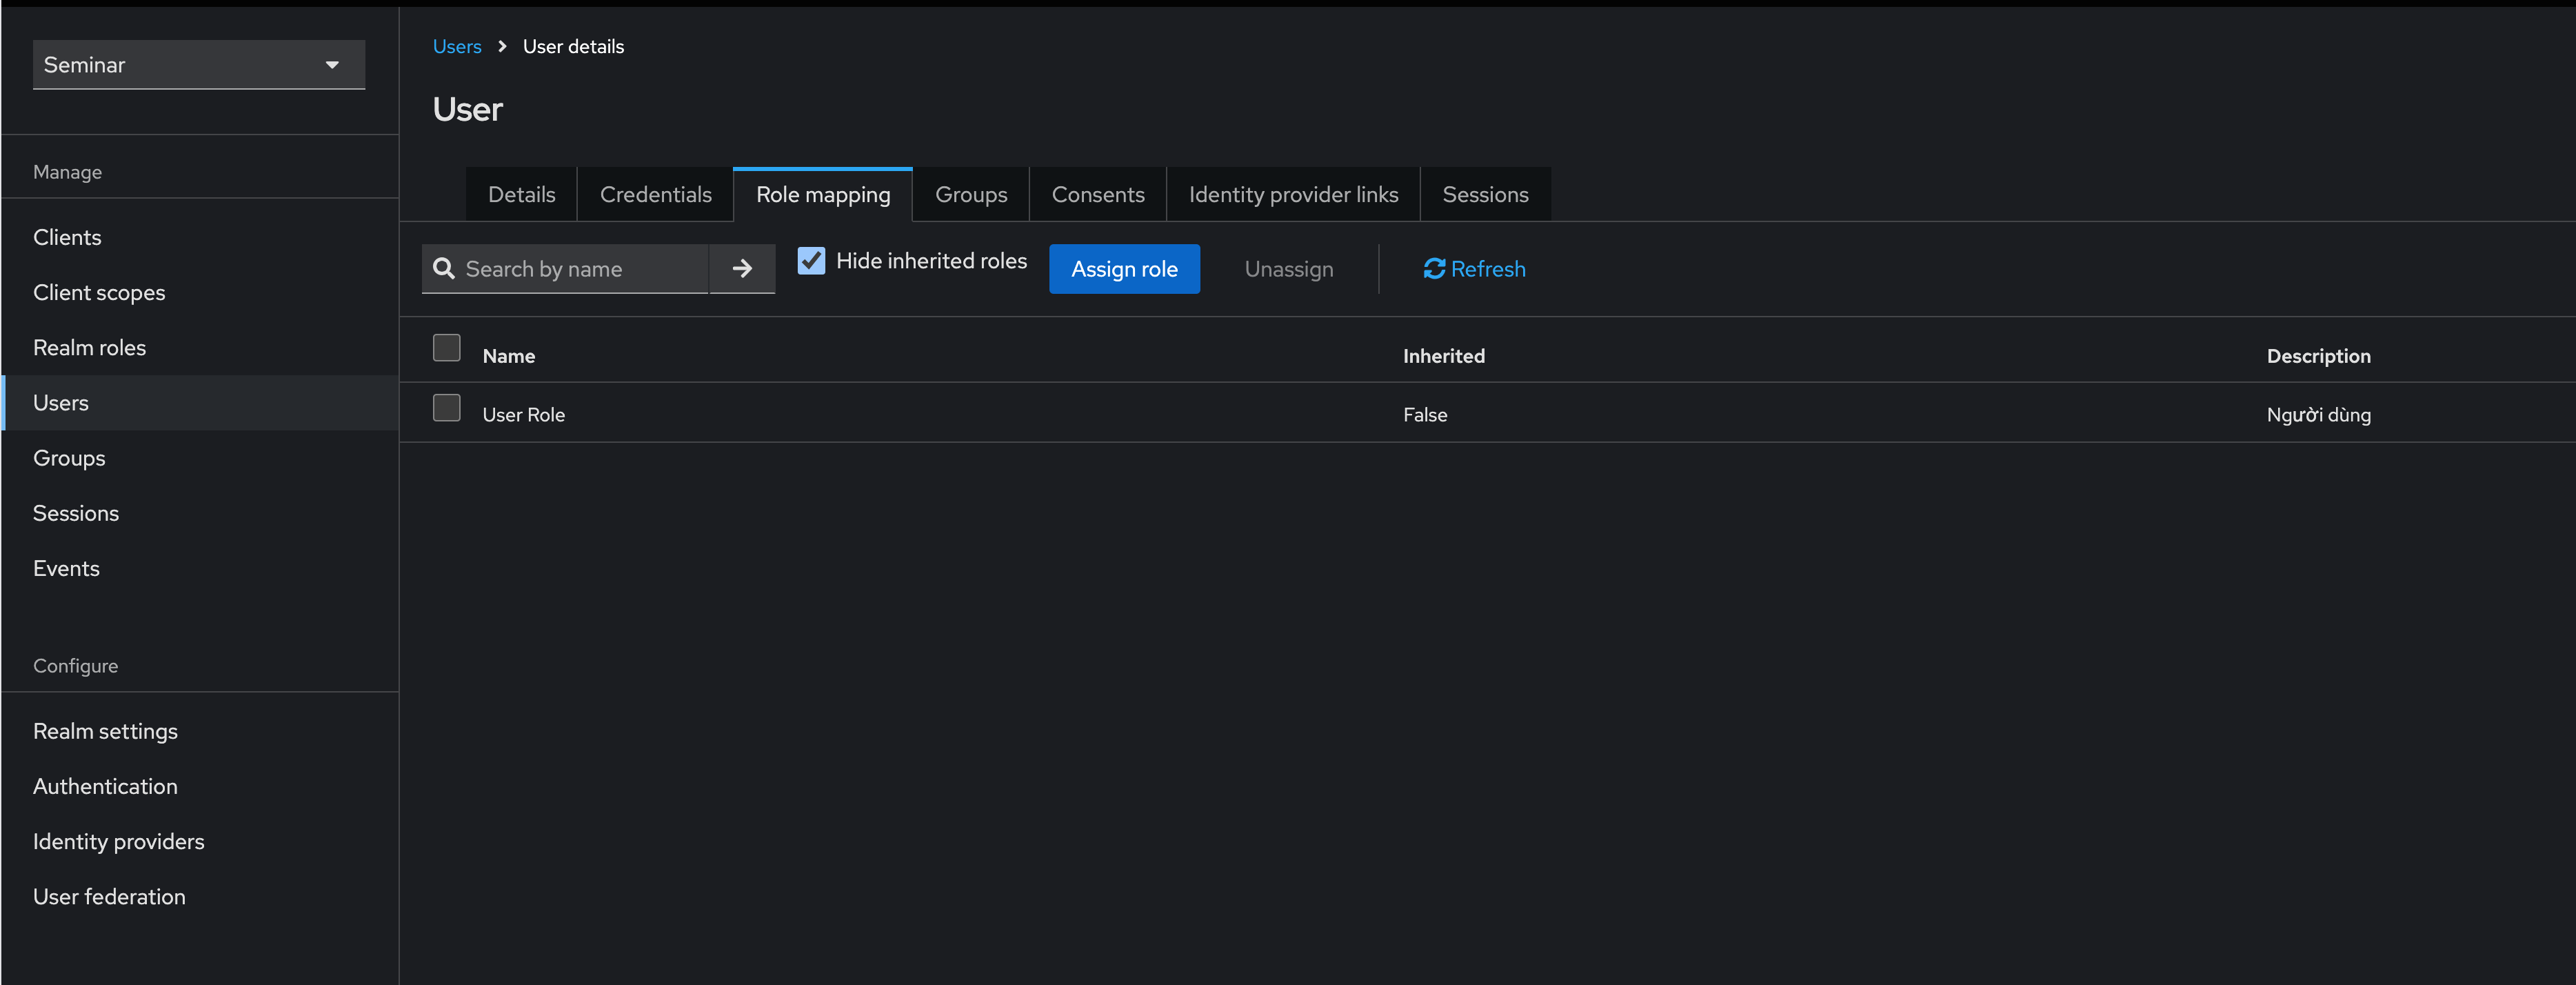 Seminar
Manage
Clients
Client scopes
Realm roles
Users
Groups
Sessions
Events
Configure
Realm settings
Authentication
Identity providers
User federation
Users User details
User
Details Credentials Role mapping Groups Consents Identity provider links Sessions
Search by name Hide inherited roles Assign role Unassign Refresh
Name Inherited Description
User Role False Người dùng